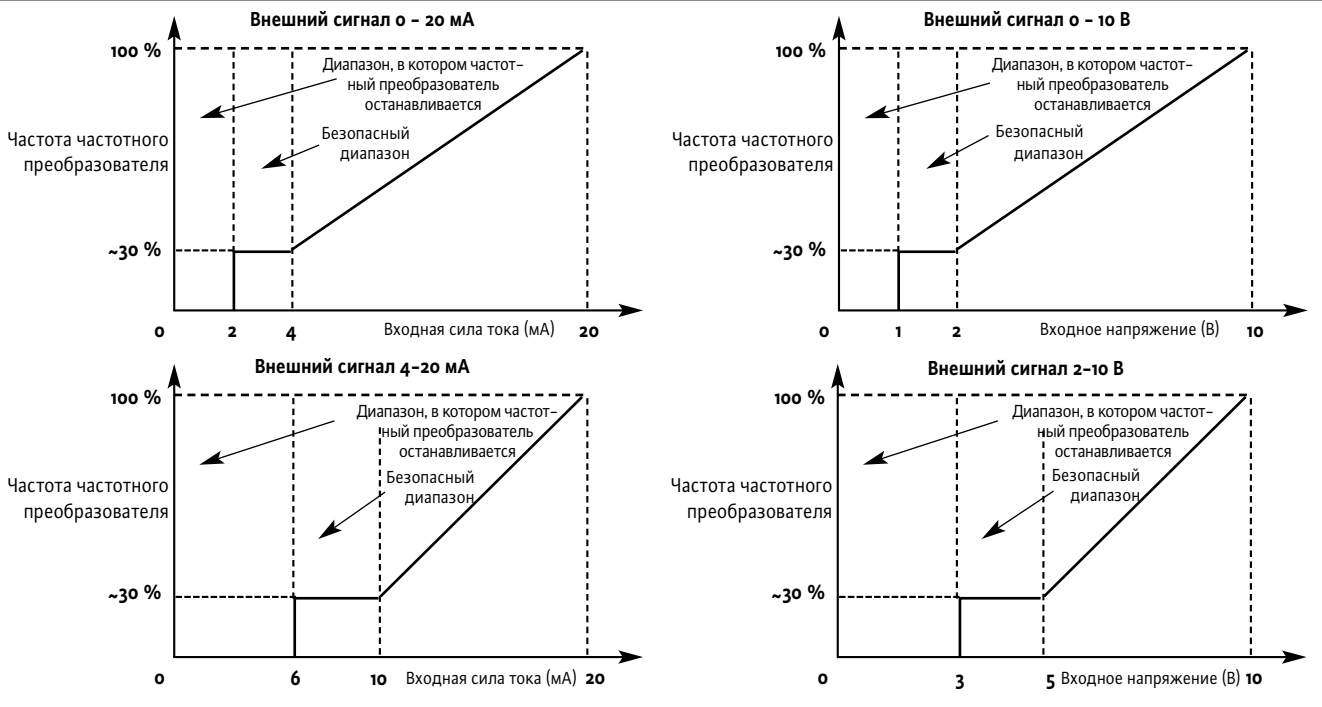 Внешний сигнал 0 – 20 мА
100 %
Диапазон, в котором частот–
ный преобразователь
останавливается
Безопасный
диапазон
Частота частотного
преобразователя
~30 %
0
2
4
Входная сила тока (мА)
20
Внешний сигнал 0 – 10 В
100 %
Диапазон, в котором частот–
ный преобразователь
останавливается
Безопасный
диапазон
Частота частотного
преобразователя
~30 %
0
1
2
Входное напряжение (В)
10
Внешний сигнал 4–20 мА
100 %
Диапазон, в котором частот–
ный преобразователь
останавливается
Безопасный
диапазон
Частота частотного
преобразователя
~30 %
0
6
10
Входная сила тока (мА)
20
Внешний сигнал 2–10 В
100 %
Диапазон, в котором частот–
ный преобразователь
останавливается
Безопасный
диапазон
Частота частотного
преобразователя
~30 %
0
3
5
Входное напряжение (В)
10